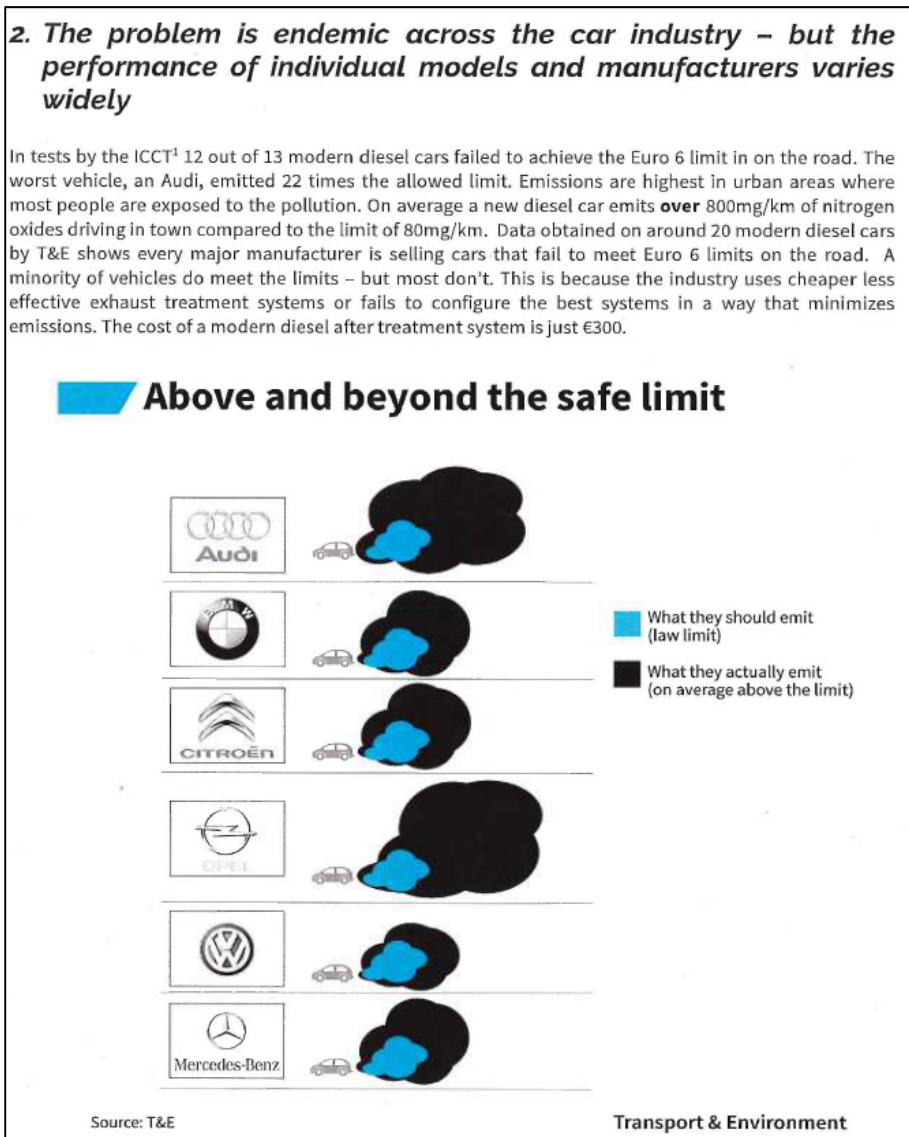 2. The problem is endemic across the car industry – but the
performance of individual models and manufacturers varies
widely
In tests by the ICCT¹ 12 out of 13 modern diesel cars failed to achieve the Euro 6 limit in on the road. The
worst vehicle, an Audi, emitted 22 times the allowed limit. Emissions are highest in urban areas where
most people are exposed to the pollution. On average a new diesel car emits over 800mg/km of nitrogen
oxides driving in town compared to the limit of 80mg/km. Data obtained on around 20 modern diesel cars
by T&E shows every major manufacturer is selling cars that fail to meet Euro 6 limits on the road. A
minority of vehicles do meet the limits – but most don't. This is because the industry uses cheaper less
effective exhaust treatment systems or fails to configure the best systems in a way that minimizes
emissions. The cost of a modern diesel after treatment system is just €300.
Above and beyond the safe limit
Audi
BMW
CITROËN
OPEL
Mercedes-Benz
What they should emit
(law limit)
What they actually emit
(on average above the limit)
Source: T&E
Transport & Environment